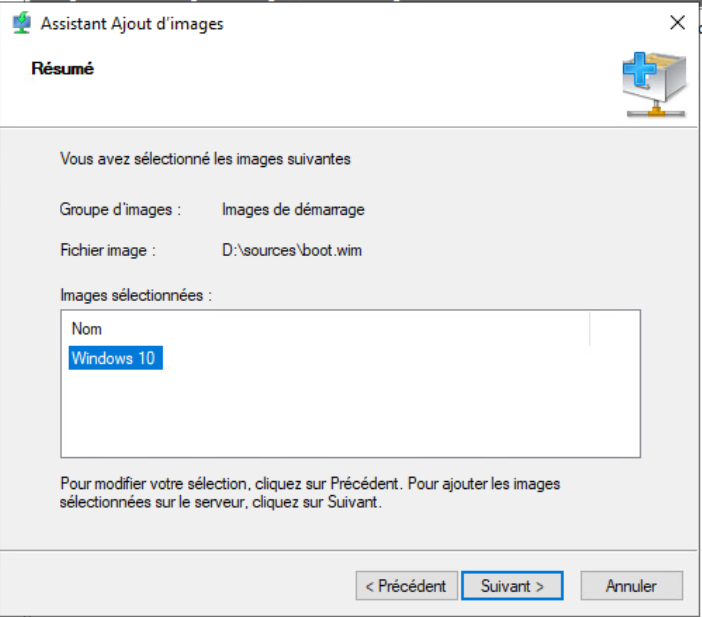 Assistant Ajout d'images
Résumé
Vous avez sélectionné les images suivantes
Groupe d'images : Images de démarrage
Fichier image : D:\sources\boot.wim
Images sélectionnées :
Nom
Windows 10
Pour modifier votre sélection, cliquez sur Précédent. Pour ajouter les images
sélectionnées sur le serveur, cliquez sur Suivant.
< Précédent Suivant > Annuler